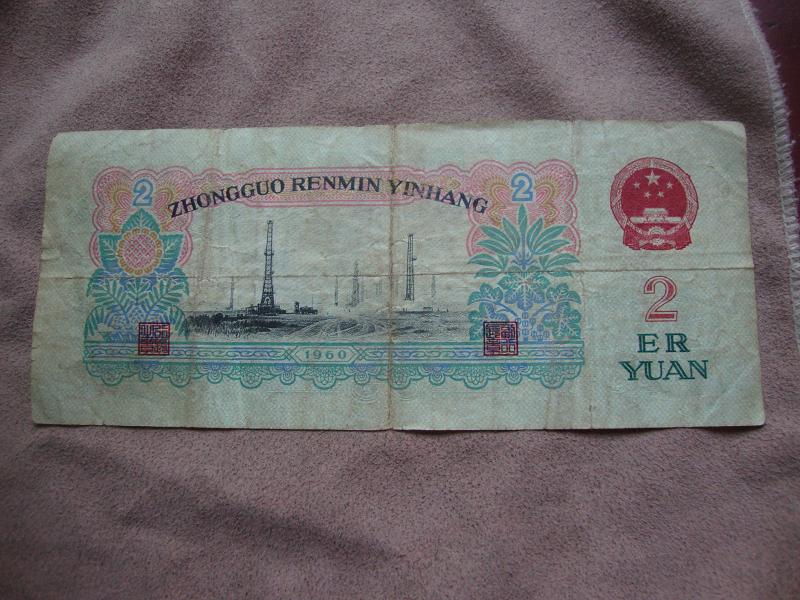 2
ZHONGGUO RENMIN YINHANG
2
1960
2
ER
YUAN